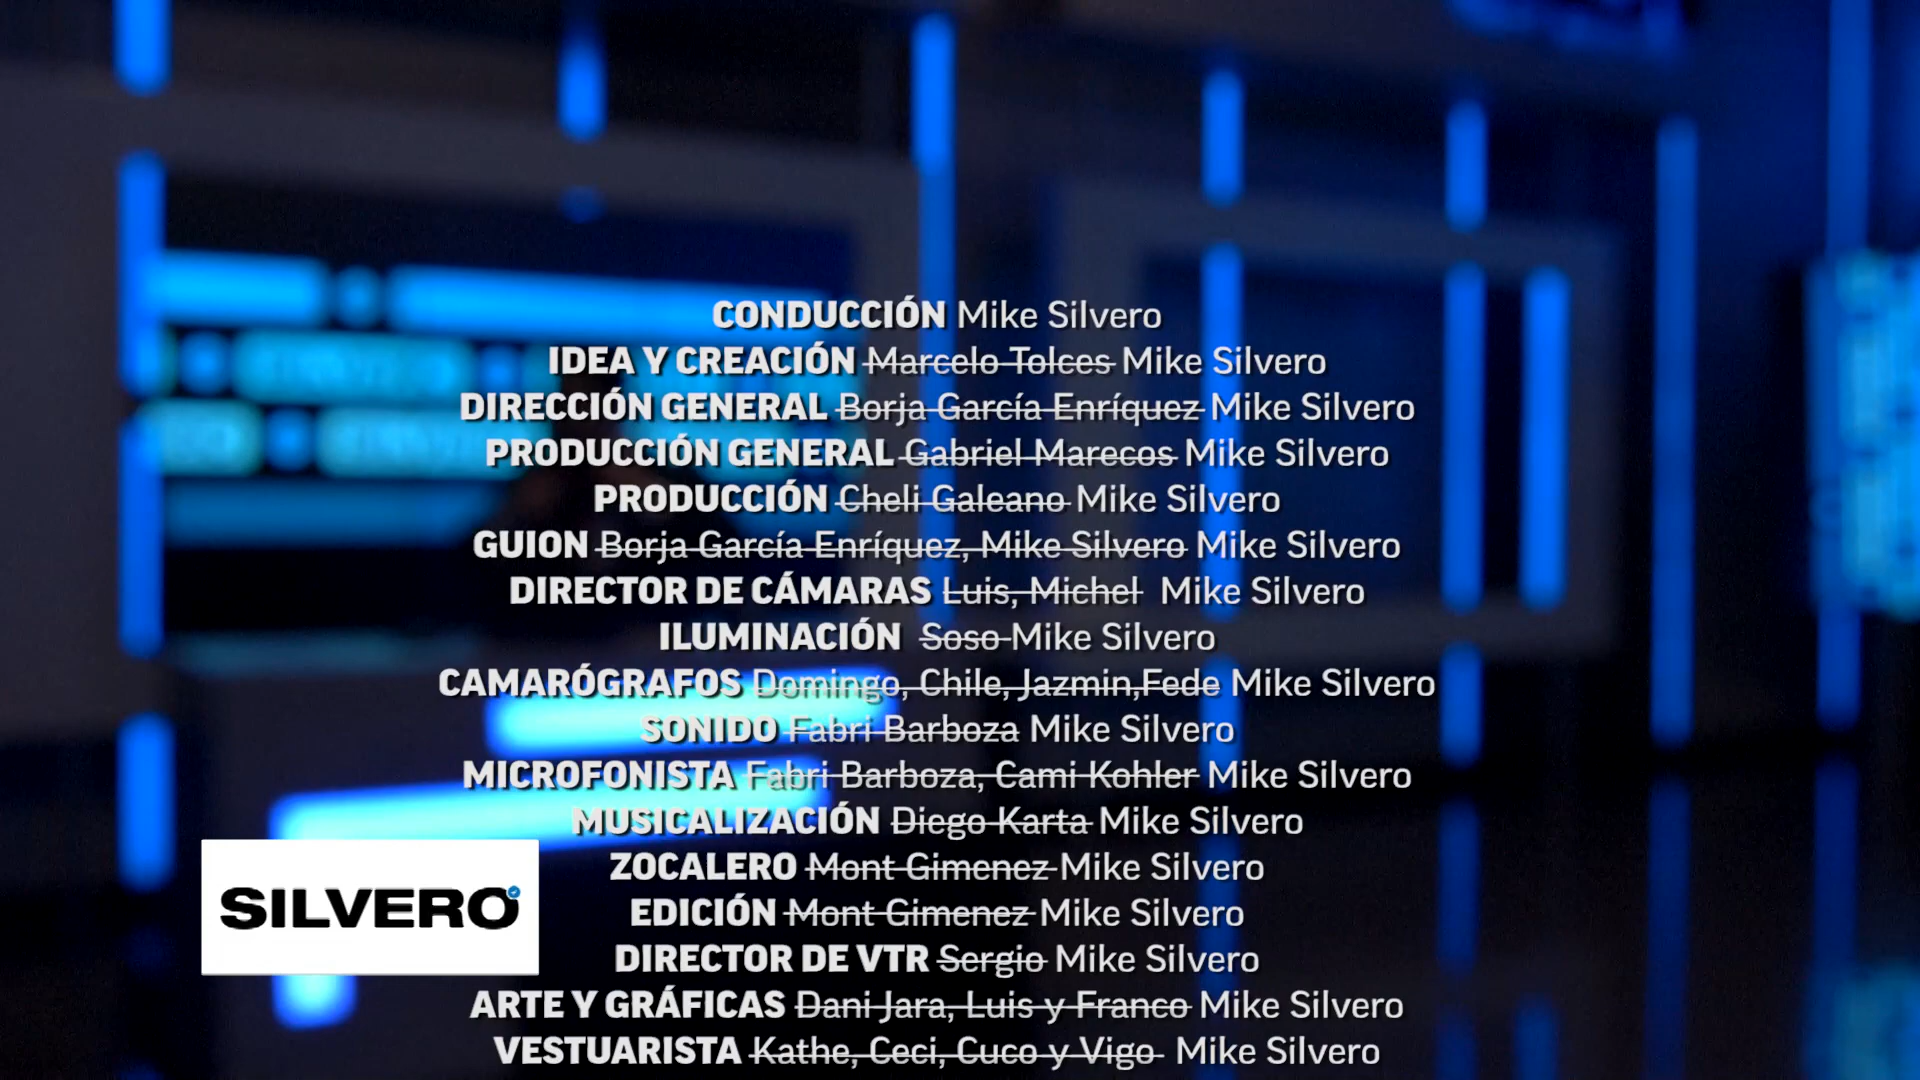 CONDUCCIÓN Mike Silvero
IDEA Y CREACIÓN Marcelo Tolces Mike Silvero
DIRECCIÓN GENERAL Borja García Enríquez Mike Silvero
PRODUCCIÓN GENERAL Gabriel Marecos Mike Silvero
PRODUCCIÓN Cheli Galeano Mike Silvero
GUION Borja García Enríquez, Mike Silvero Mike Silvero
DIRECTOR DE CÁMARAS Luis, Michel Mike Silvero
ILUMINACIÓN Soso Mike Silvero
CAMARÓGRAFOS Domingo, Chile, Jazmin,Fede Mike Silvero
SONIDO Fabri Barboza Mike Silvero
MICROFONISTA Fabri Barboza, Cami Kohler Mike Silvero
MUSICALIZACIÓN Diego Karta Mike Silvero
ZOCALERO Mont Gimenez Mike Silvero
EDICIÓN Mont Gimenez Mike Silvero
DIRECTOR DE VTR Sergio Mike Silvero
ARTE Y GRÁFICAS Dani Jara, Luis y Franco Mike Silvero
VESTUARISTA Kathe, Ceci, Cuco y Vigo Mike Silvero
SILVERO